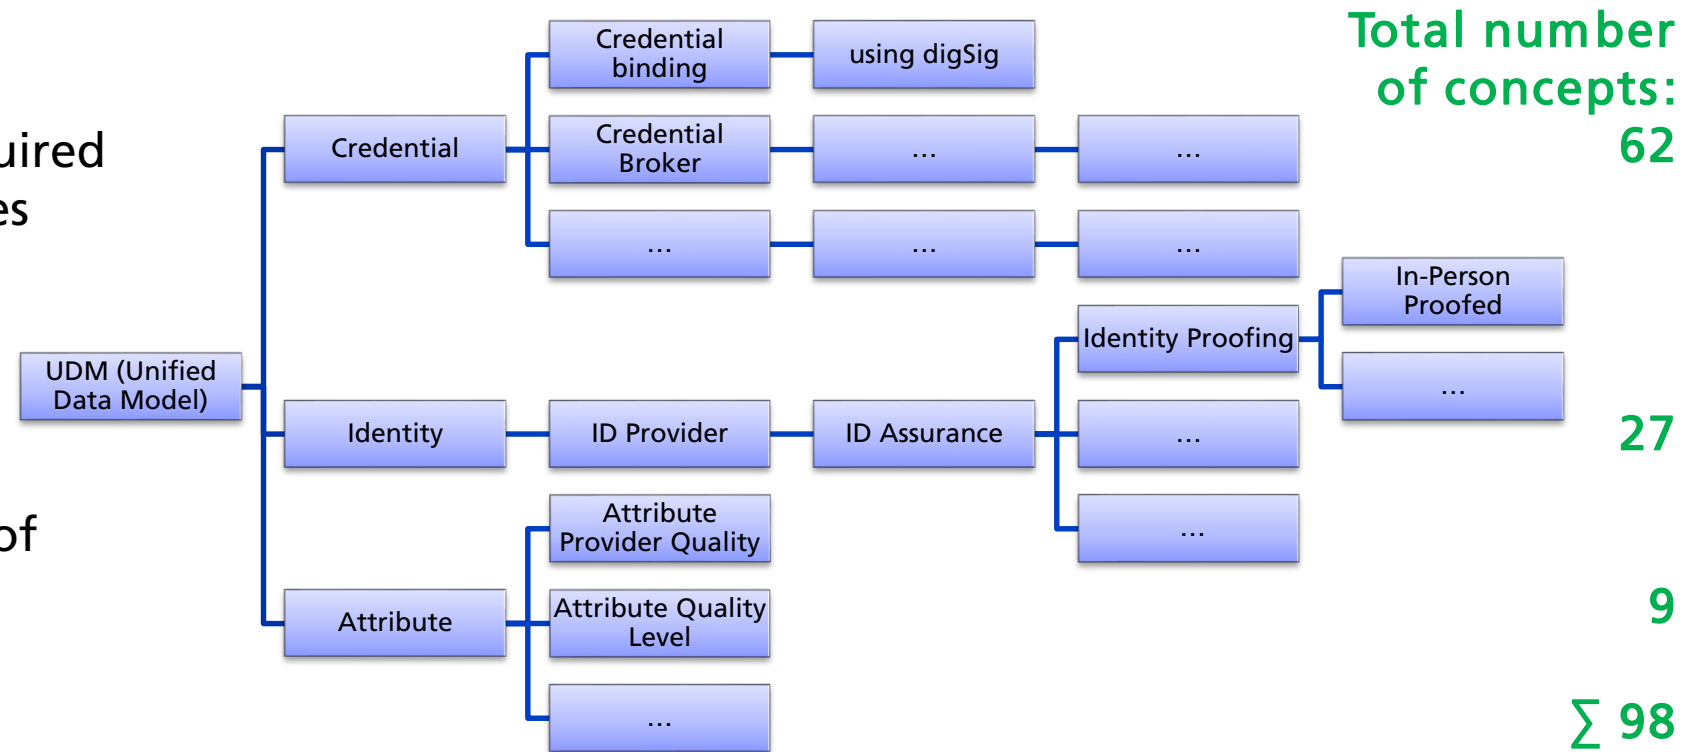 Total number
of concepts:
Credential
binding
using digSig
uired
es
Credential
Credential
Broker
...
...
62
...
...
...
In-Person
Proofed
Identity Proofing
UDM (Unified
Data Model)
...
Identity
ID Provider
ID Assurance
...
27
of
Attribute
Provider Quality
...
Attribute
Attribute Quality
Level
9
...
∑ 98